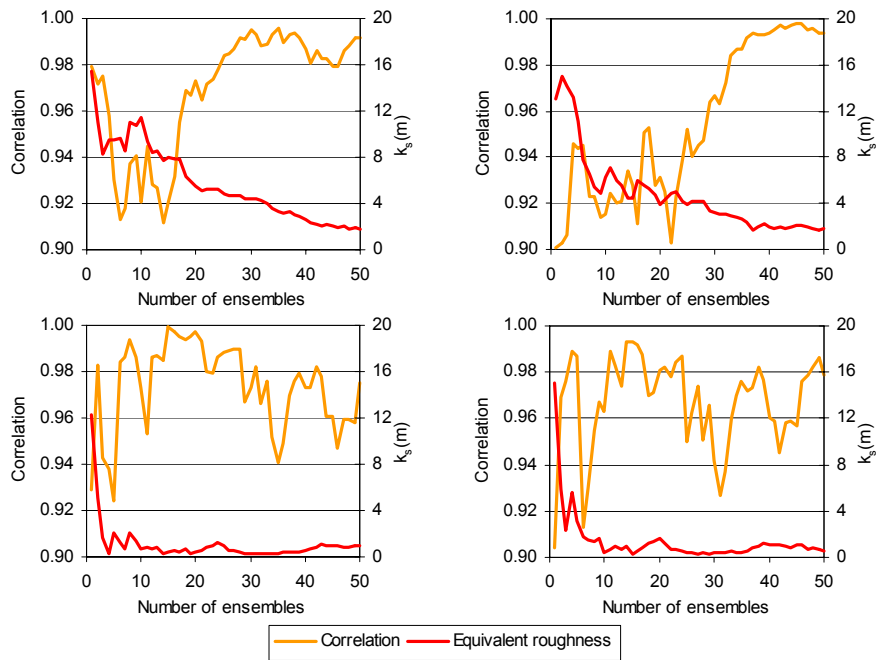 1.00 20 1.00 20
0.98 16 0.98 16
0.96 12 0.96 12
0.94 8 0.94 8
0.92 4 0.92 4
0.90 0 0.90 0
Correlation
ks(m)
Correlation
ks(m)
0 10 20 30 40 50 0 10 20 30 40 50
Number of ensembles Number of ensembles
1.00 20 1.00 20
0.98 16 0.98 16
0.96 12 0.96 12
0.94 8 0.94 8
0.92 4 0.92 4
0.90 0 0.90 0
Correlation
ks(m)
Correlation
ks(m)
0 10 20 30 40 50 0 10 20 30 40 50
Number of ensembles Number of ensembles
Correlation Equivalent roughness